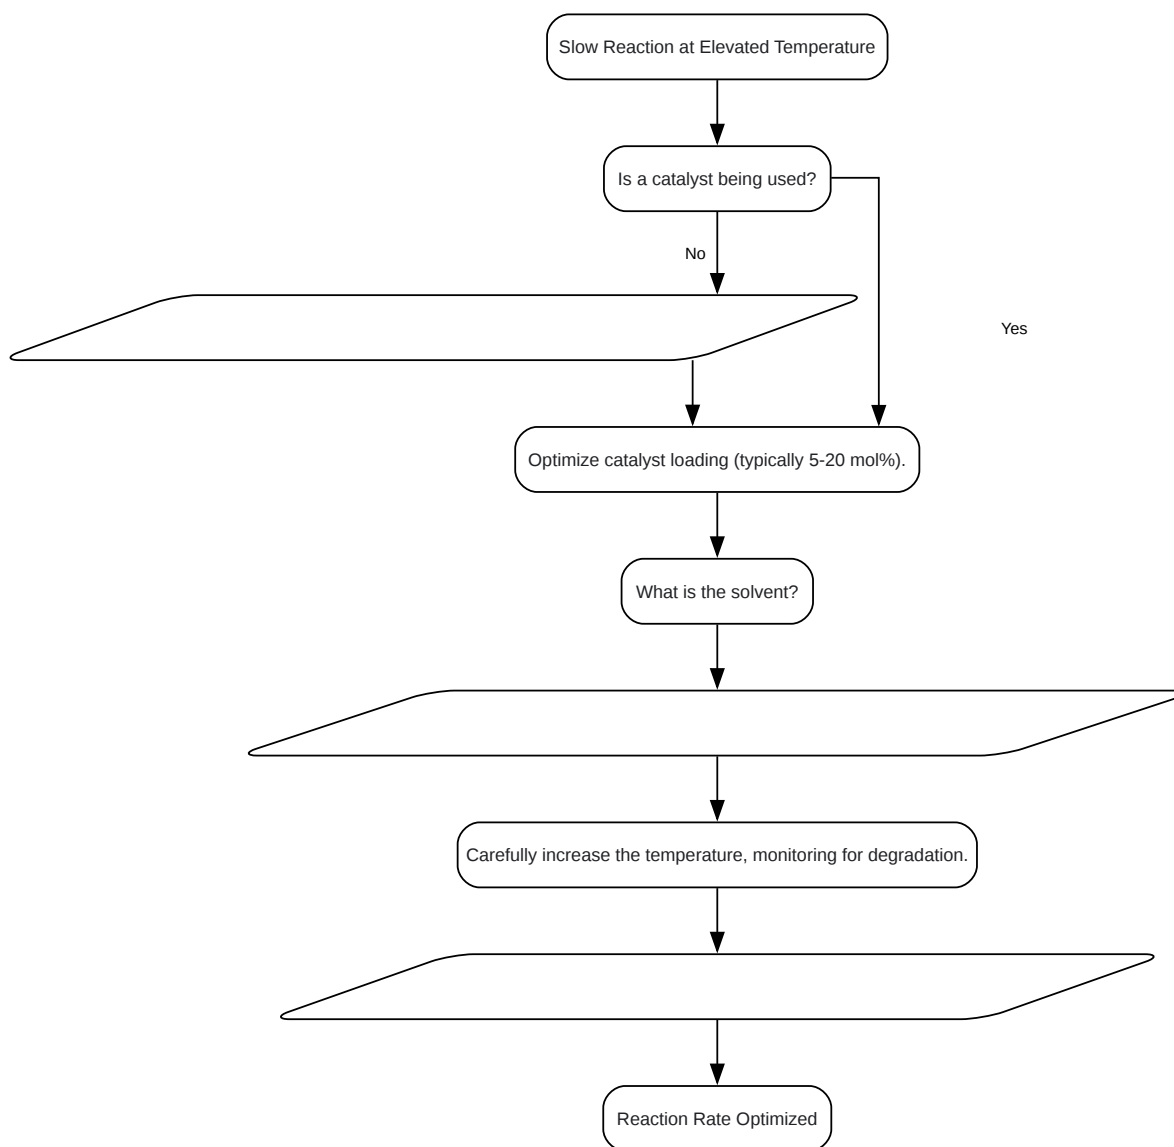 Slow Reaction at Elevated Temperature
Is a catalyst being used?
No
Yes
Optimize catalyst loading (typically 5-20 mol%).
What is the solvent?
Carefully increase the temperature, monitoring for degradation.
Reaction Rate Optimized